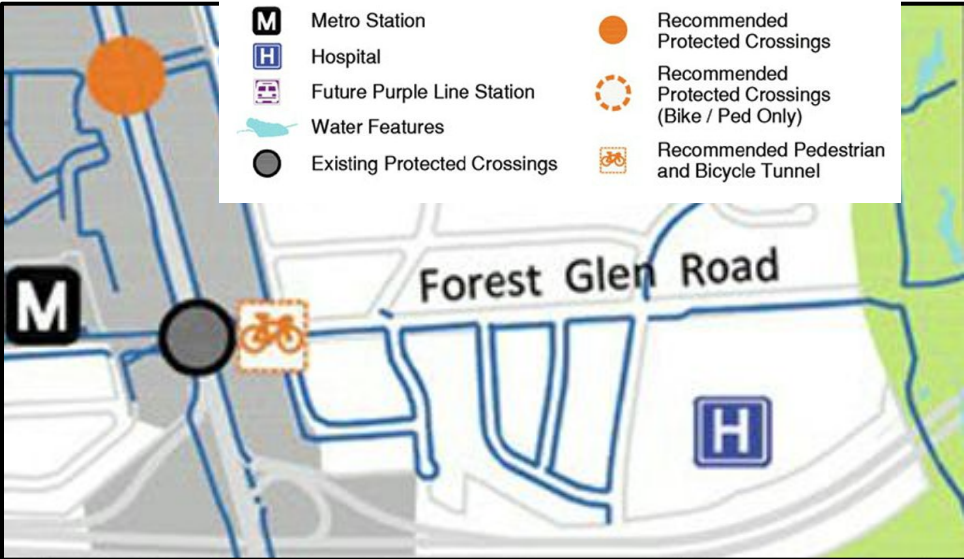 M Metro Station
H Hospital
Future Purple Line Station
Water Features
Existing Protected Crossings
Recommended
Protected Crossings
Recommended
Protected Crossings
(Bike / Ped Only)
Recommended Pedestrian
and Bicycle Tunnel
Forest Glen Road
M
H